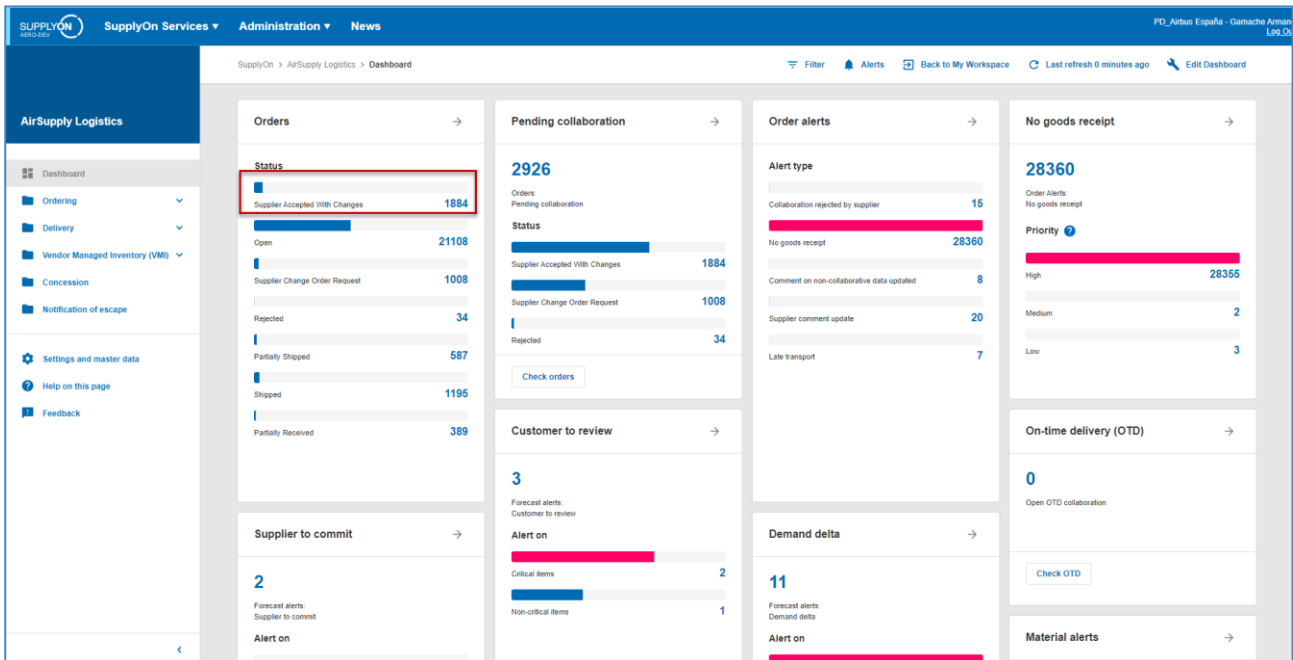 SUPPLYON
AERO-DEV
SupplyOn Services
Administration
News
PD_Airbus España - Gamache Arman
Log Ou
AirSupply Logistics
Dashboard
Ordering
Delivery
Vendor Managed Inventory (VMI)
Concession
Notification of escape
Settings and master data
Help on this page
Feedback
SupplyOn > AirSupply Logistics > Dashboard
Filter
Alerts
Back to My Workspace
Last refresh 0 minutes ago
Edit Dashboard
Orders
Status
Supplier Accepted With Changes 1884
Open 21108
Supplier Change Order Request 1008
Rejected 34
Partially Shipped 587
Shipped 1195
Partially Received 389
Supplier to commit
2
Forecast alerts:
Supplier to commit
Alert on
Pending collaboration
2926
Orders:
Pending collaboration
Status
Supplier Accepted With Changes 1884
Supplier Change Order Request 1008
Rejected 34
Check orders
Customer to review
3
Forecast alerts:
Customer to review
Alert on
Critical items 2
Non-critical items 1
Order alerts
Alert type
Collaboration rejected by supplier 15
No goods receipt 28360
Comment on non-collaborative data updated 8
Supplier comment update 20
Late transport 7
Demand delta
11
Forecast alerts:
Demand delta
Alert on
No goods receipt
28360
Order Alerts:
No goods receipt
Priority ?
High 28355
Medium 2
Low 3
On-time delivery (OTD)
0
Open OTD collaboration
Check OTD
Material alerts